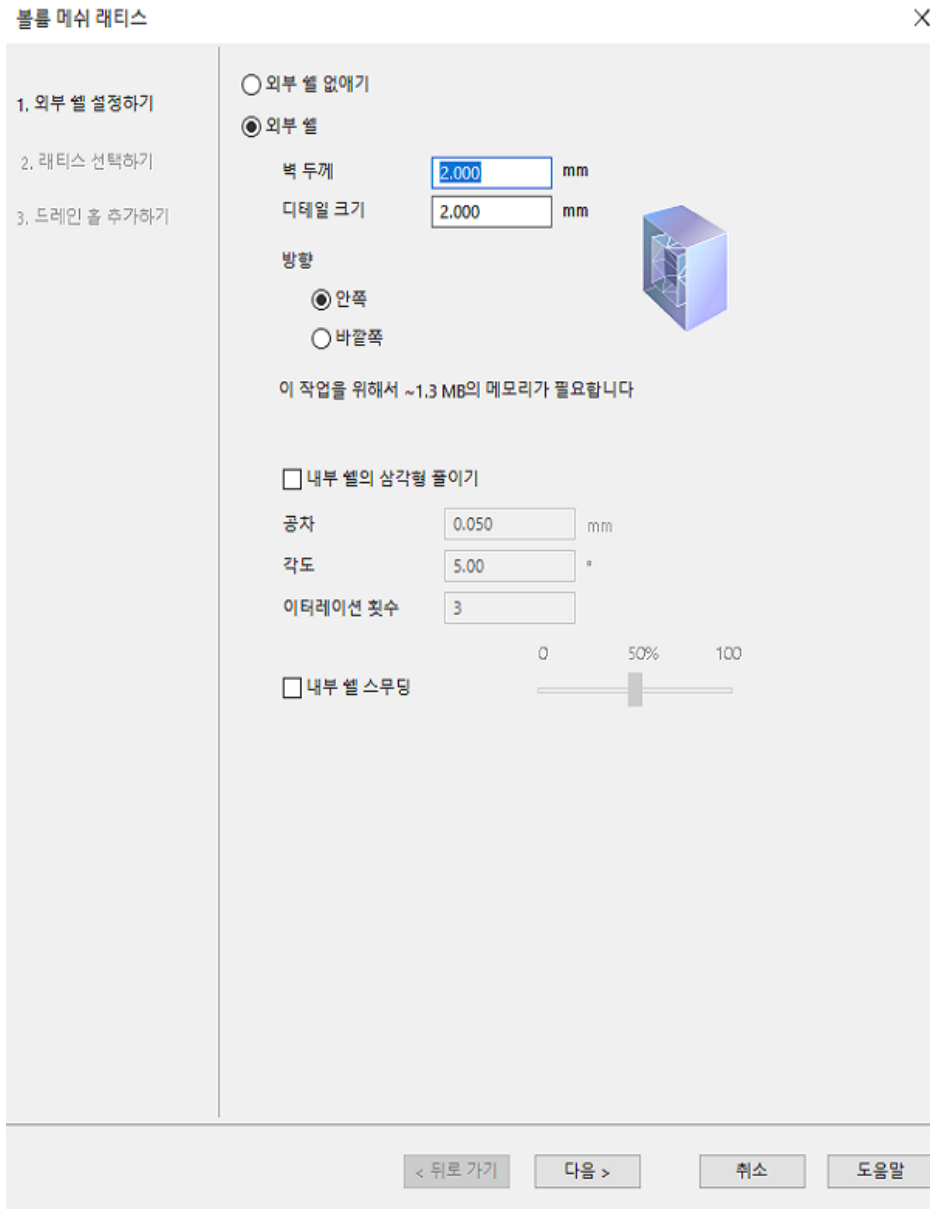 볼륨 메쉬 래티스
1. 외부 쉘 설정하기
2. 래티스 선택하기
3. 드레인 홀 추가하기
외부 쉘 없애기
외부 쉘
벽 두께 2.000 mm
디테일 크기 2.000 mm
방향
안쪽
바깥쪽
이 작업을 위해서 ~1.3 MB의 메모리가 필요합니다
내부 쉘의 삼각형 줄이기
공차 0.050 mm
각도 5.00 °
이터레이션 횟수 3
0 50% 100
내부 쉘 스무딩
< 뒤로 가기 다음 > 취소 도움말